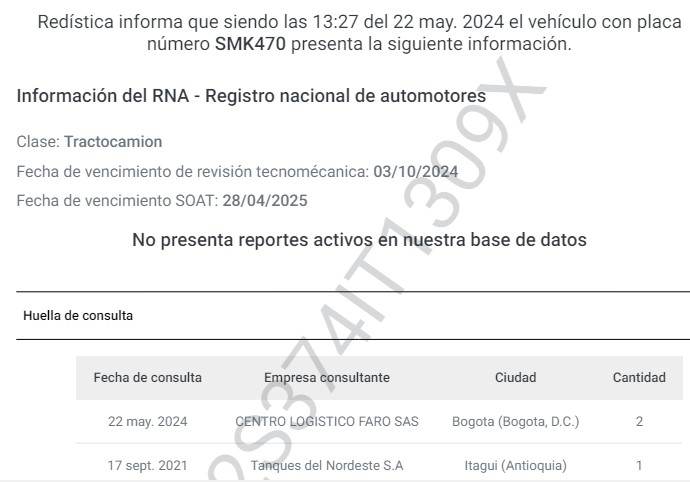 Redística informa que siendo las 13:27 del 22 may. 2024 el vehículo con placa
número SMK470 presenta la siguiente información.
Información del RNA - Registro nacional de automotores
Clase: Tractocamion
Fecha de vencimiento de revisión tecnomécanica: 03/10/2024
Fecha de vencimiento SOAT: 28/04/2025
No presenta reportes activos en nuestra base de datos
Huella de consulta
Fecha de consulta Empresa consultante Ciudad Cantidad
22 may. 2024 CENTRO LOGISTICO FARO SAS Bogota (Bogota, D.C.) 2
17 sept. 2021 Tanques del Nordeste S.A Itagui (Antioquia) 1
2S374IT1309X